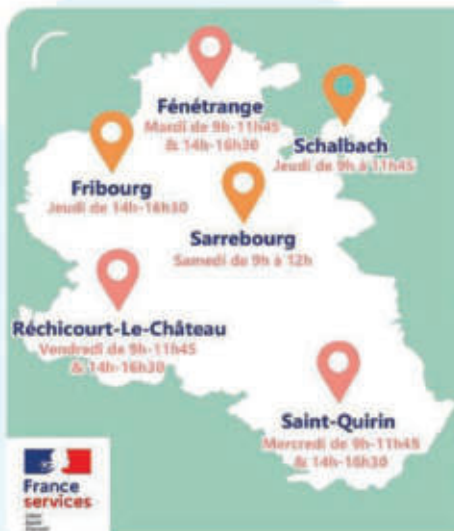 Fénétrange
Mardi de 9h-11h45
& 14h-16h30
Schalbach
Jeudi de 9h à 11h45
Fribourg
Jeudi de 14h-16h30
Sarrebourg
Samedi de 9h à 12h
Réchicourt-Le-Château
Vendredi de 9h-11h45
& 14h-16h30
Saint-Quirin
Mercredi de 9h-11h45
& 14h-16h30
France
services